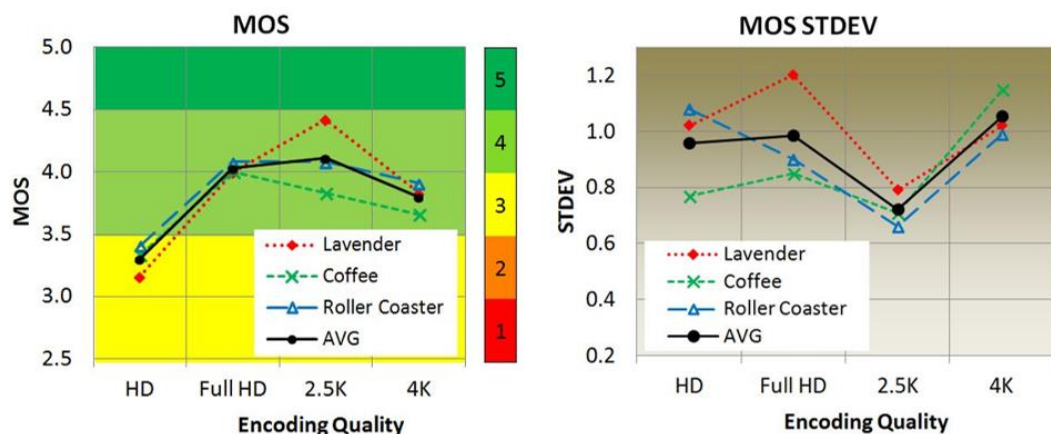 MOS
5.0
4.5
4.0
3.5
3.0
2.5
MOS
5
4
3
2
1
Lavender
Coffee
Roller Coaster
AVG
HD Full HD 2.5K 4K
Encoding Quality
MOS STDEV
1.2
1.0
0.8
0.6
0.4
0.2
STDEV
Lavender
Coffee
Roller Coaster
AVG
HD Full HD 2.5K 4K
Encoding Quality